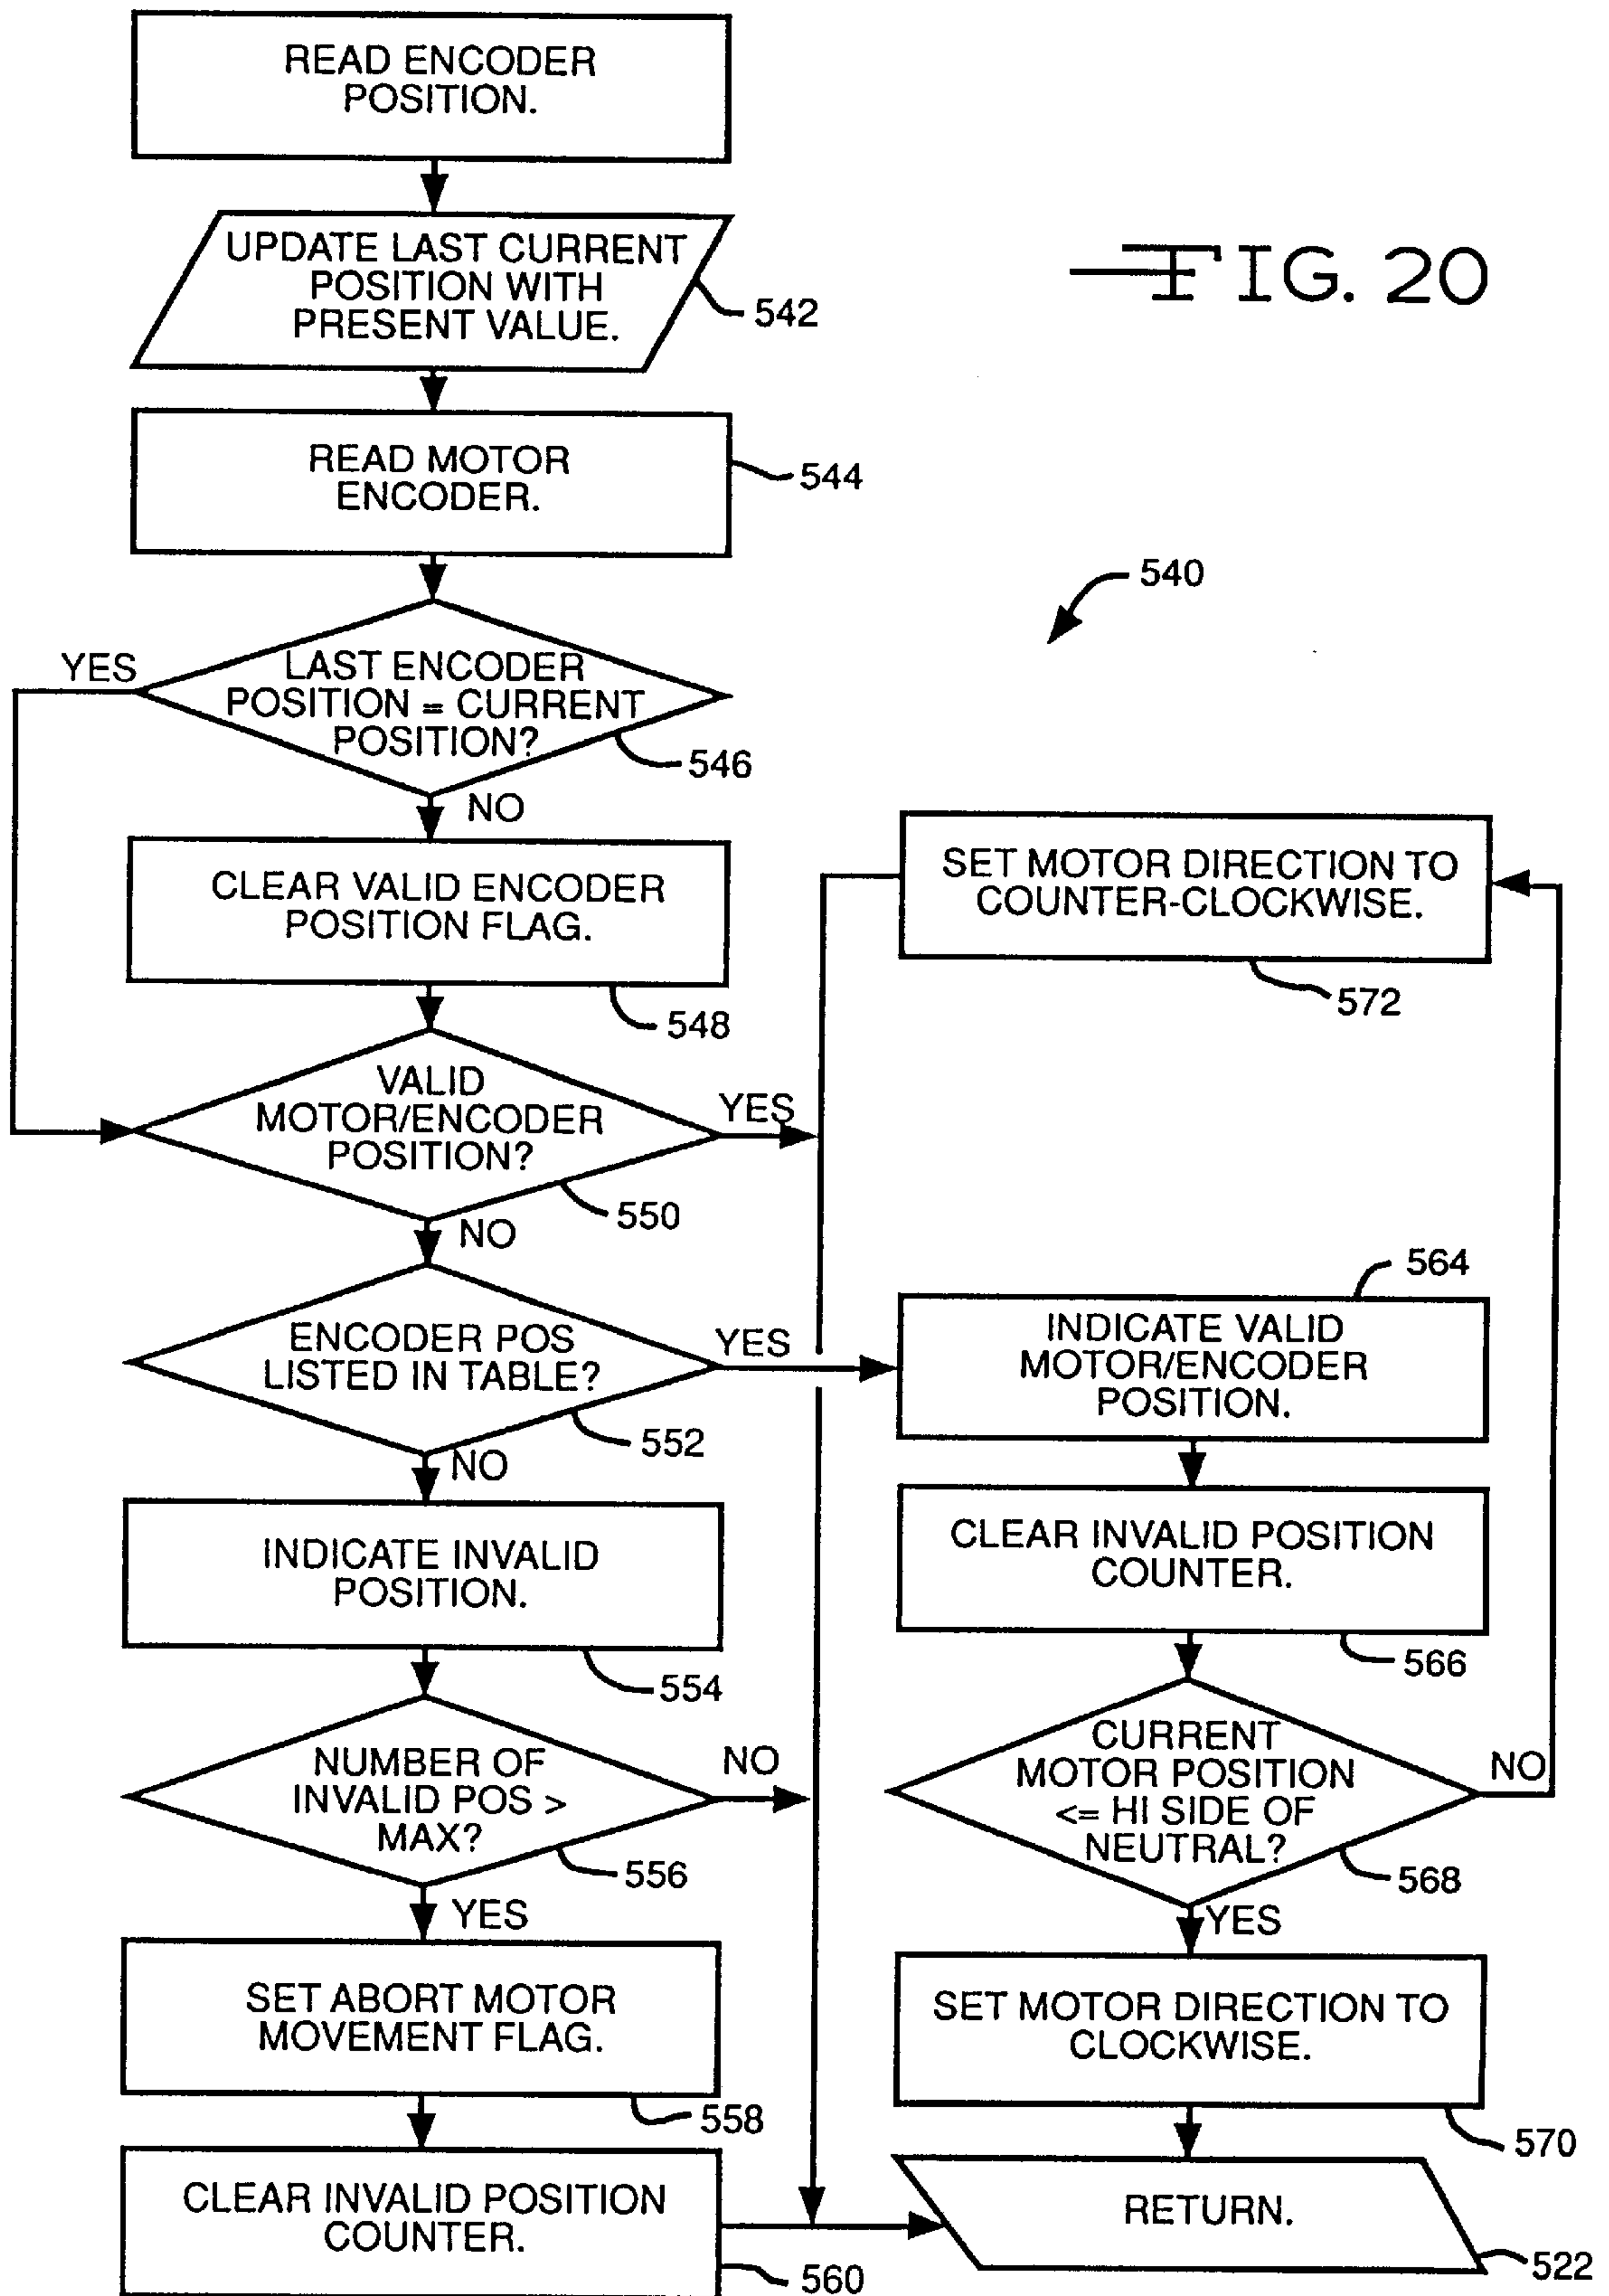 READ ENCODER
POSITION.
UPDATE LAST CURRENT
POSITION WITH
PRESENT VALUE.
542
FIG. 20
READ MOTOR
ENCODER.
544
540
YES
LAST ENCODER
POSITION = CURRENT
POSITION?
546
NO
CLEAR VALID ENCODER
POSITION FLAG.
548
SET MOTOR DIRECTION TO
COUNTER-CLOCKWISE.
572
VALID
MOTOR/ENCODER
POSITION?
YES
550
NO
ENCODER POS
LISTED IN TABLE?
YES
552
NO
564
INDICATE VALID
MOTOR/ENCODER
POSITION.
INDICATE INVALID
POSITION.
554
CLEAR INVALID POSITION
COUNTER.
566
NUMBER OF
INVALID POS >
MAX?
NO
556
YES
CURRENT
MOTOR POSITION
<= HI SIDE OF
NEUTRAL?
NO
568
YES
SET ABORT MOTOR
MOVEMENT FLAG.
558
SET MOTOR DIRECTION TO
CLOCKWISE.
570
CLEAR INVALID POSITION
COUNTER.
560
RETURN.
522